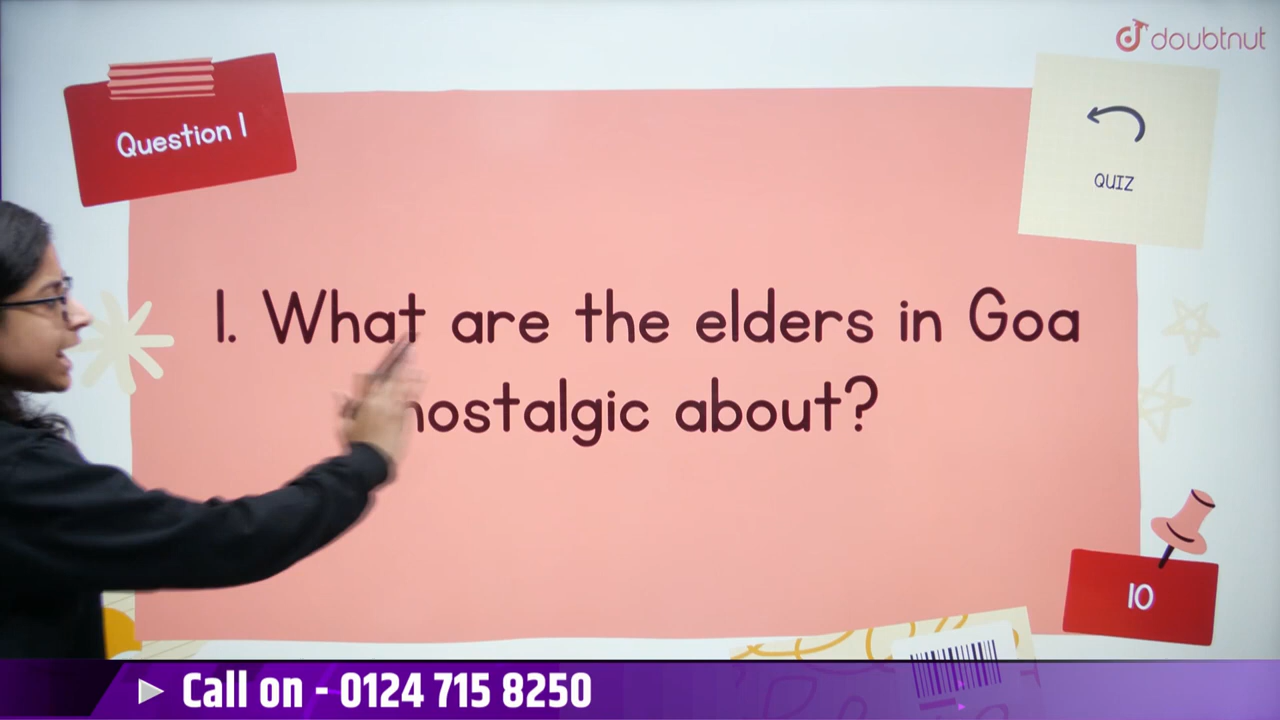 doubtnut
Question 1
QUIZ
1. What are the elders in Goa
nostalgic about?
10
Call on - 0124 715 8250